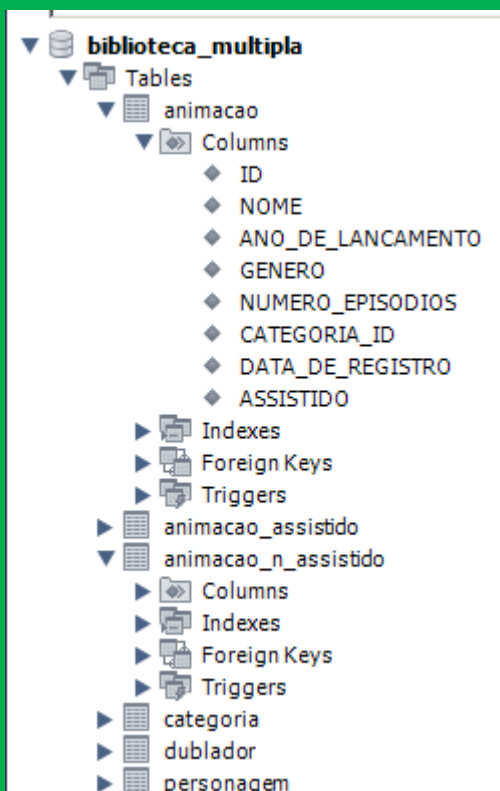 biblioteca_multipla
Tables
animacao
Columns
ID
NOME
ANO_DE_LANCAMENTO
GENERO
NUMERO_EPISODIOS
CATEGORIA_ID
DATA_DE_REGISTRO
ASSISTIDO
Indexes
Foreign Keys
Triggers
animacao_assistido
animacao_n_assistido
Columns
Indexes
Foreign Keys
Triggers
categoria
dublador
personagem